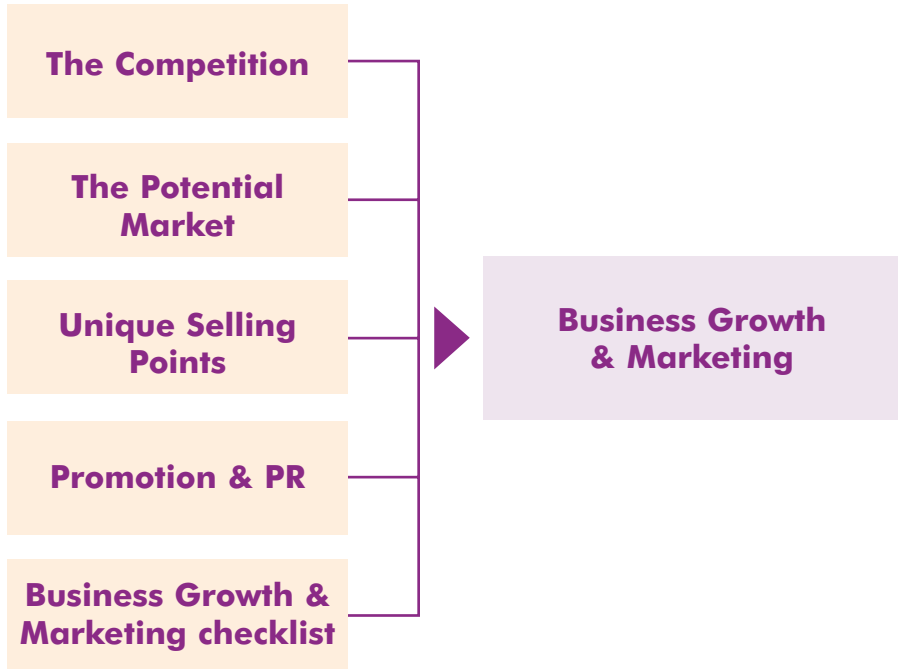 The Competition
The Potential
Market
Unique Selling
Points
Promotion & PR
Business Growth &
Marketing checklist
Business Growth
& Marketing